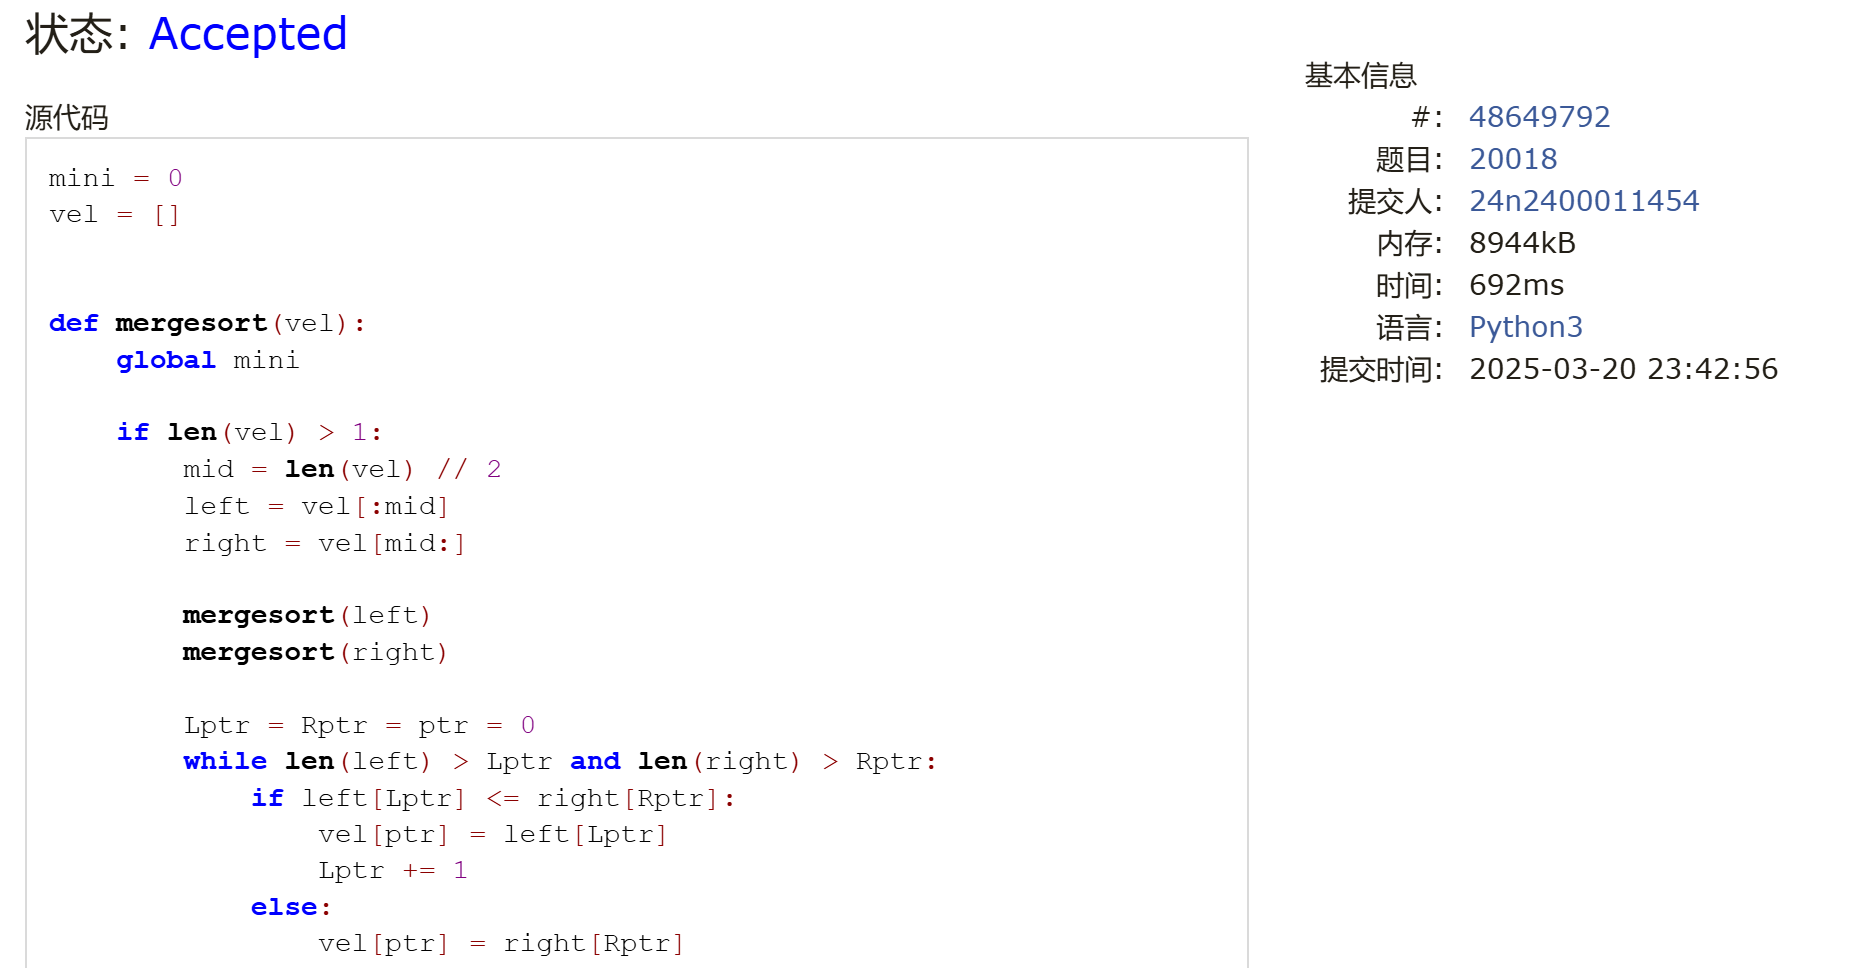 状态: Accepted
源代码
mini = 0
vel = []
def mergesort(vel):
    global mini
    if len(vel) > 1:
        mid = len(vel) // 2
        left = vel[:mid]
        right = vel[mid:]
        mergesort(left)
        mergesort(right)
        Lptr = Rptr = ptr = 0
        while len(left) > Lptr and len(right) > Rptr:
            if left[Lptr] <= right[Rptr]:
                vel[ptr] = left[Lptr]
                Lptr += 1
            else:
                vel[ptr] = right[Rptr]
基本信息
#: 48649792
题目: 20018
提交人: 24n2400011454
内存: 8944kB
时间: 692ms
语言: Python3
提交时间: 2025-03-20 23:42:56